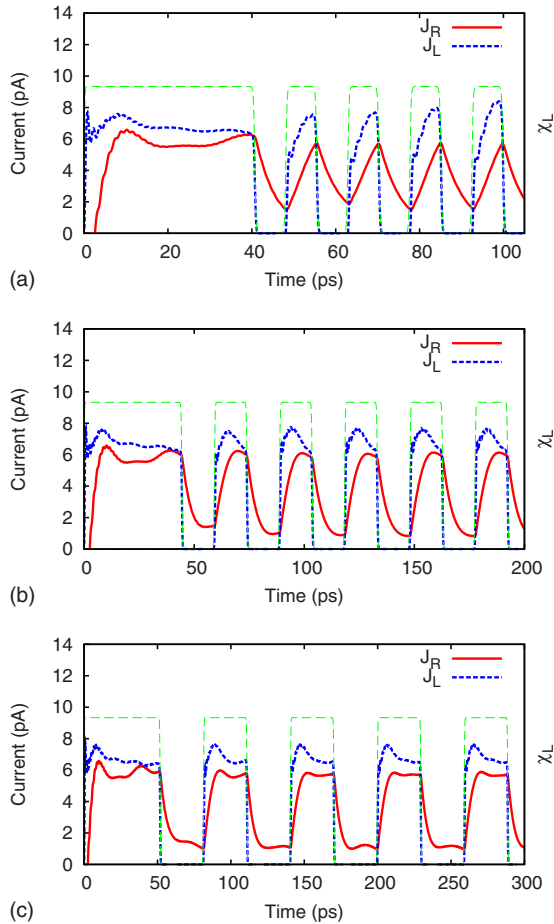 14
12
10
8
6
4
2
0
Current (pA)
J_R
J_L
χ_L
0 20 40 60 80 100
Time (ps)
(a)
14
12
10
8
6
4
2
0
Current (pA)
J_R
J_L
χ_L
0 50 100 150 200
Time (ps)
(b)
14
12
10
8
6
4
2
0
Current (pA)
J_R
J_L
χ_L
0 50 100 150 200 250 300
Time (ps)
(c)